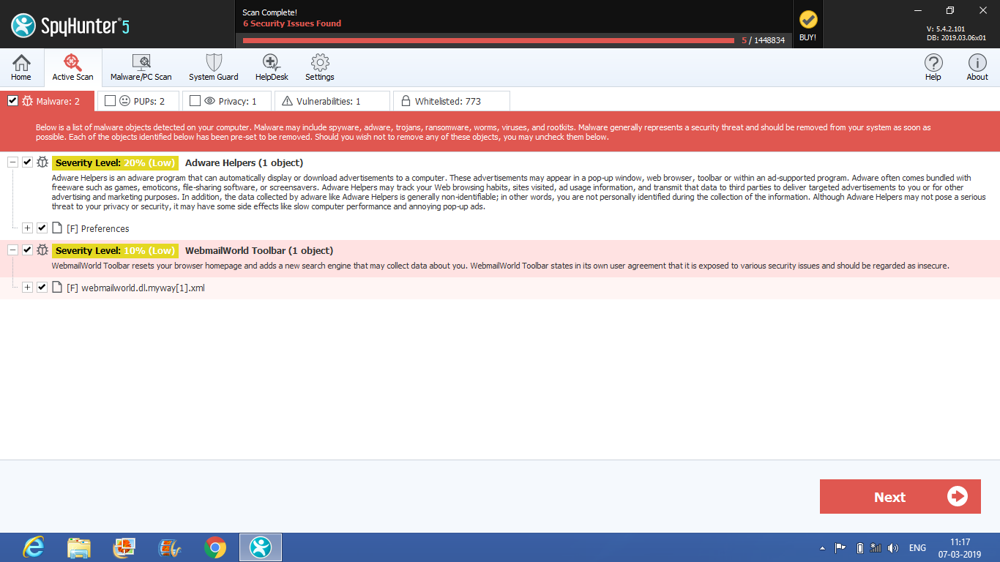 SpyHunter® 5
Scan Complete!
6 Security Issues Found
5 / 1448834
BUY!
V: 5.4.2.101
DB: 2019.03.06x01
Home
Active Scan
Malware/PC Scan
System Guard
HelpDesk
Settings
Help
About
Malware: 2
PUPs: 2
Privacy: 1
Vulnerabilities: 1
Whitelisted: 773
Below is a list of malware objects detected on your computer. Malware may include spyware, adware, trojans, ransomware, worms, viruses, and rootkits. Malware generally represents a security threat and should be removed from your system as soon as
possible. Each of the objects identified below has been pre-set to be removed. Should you wish not to remove any of these objects, you may uncheck them below.
Severity Level: 20% (Low) Adware Helpers (1 object)
Adware Helpers is an adware program that can automatically display or download advertisements to a computer. These advertisements may appear in a pop-up window, web browser, toolbar or within an ad-supported program. Adware often comes bundled with
freeware such as games, emoticons, file-sharing software, or screensavers. Adware Helpers may track your Web browsing habits, sites visited, ad usage information, and transmit that data to third parties to deliver targeted advertisements to you or for other
advertising and marketing purposes. In addition, the data collected by adware like Adware Helpers is generally non-identifiable; in other words, you are not personally identified during the collection of the information. Although Adware Helpers may not pose a serious
threat to your privacy or security, it may have some side effects like slow computer performance and annoying pop-up ads.
[F] Preferences
Severity Level: 10% (Low) WebmailWorld Toolbar (1 object)
WebmailWorld Toolbar resets your browser homepage and adds a new search engine that may collect data about you. WebmailWorld Toolbar states in its own user agreement that it is exposed to various security issues and should be regarded as insecure.
[F] webmailworld.dl.myway[1].xml
Next
ENG
11:17
07-03-2019